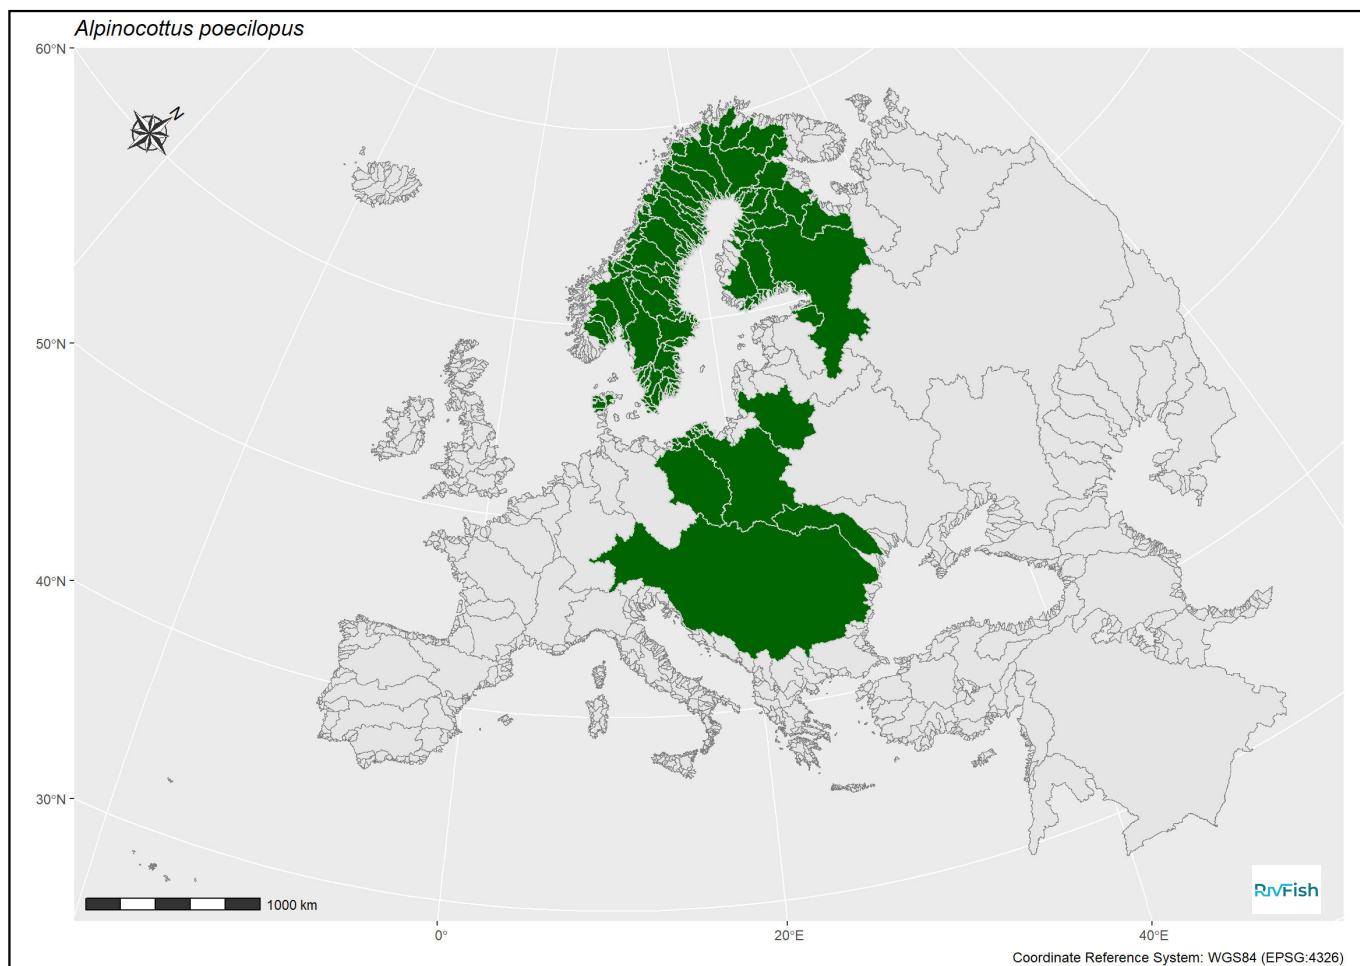 Alpinocottus poecilopus
60°N
N
50°N
40°N
30°N
1000 km
RIVFISH
0°
20°E
40°E
Coordinate Reference System: WGS84 (EPSG:4326)